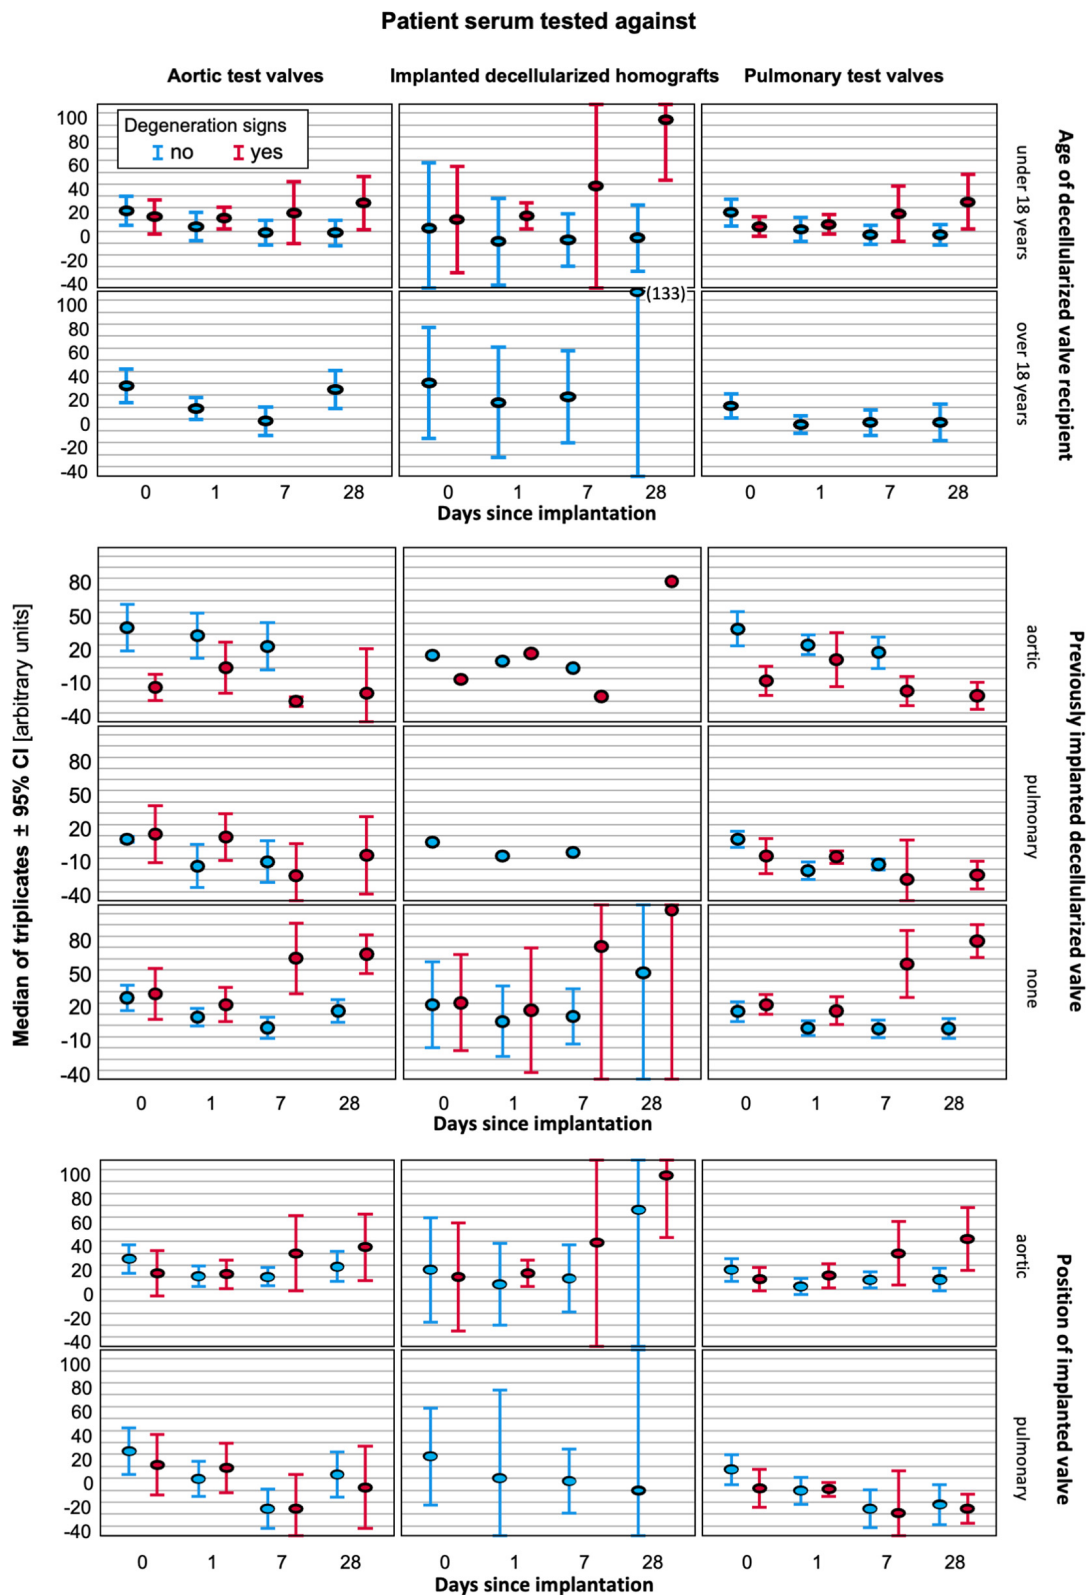 Patient serum tested against
Aortic test valves
Implanted decellularized homografts
Pulmonary test valves
Degeneration signs
no
yes
100
80
60
40
20
0
-20
-40
under 18 years
Age of decellularized valve recipient
100
80
60
40
20
0
-20
-40
(133)
over 18 years
0 1 7 28 0 1 7 28 0 1 7 28
Days since implantation
Median of triplicates ± 95% CI [arbitrary units]
80
50
20
-10
-40
aortic
Previously implanted decellularized valve
80
50
20
-10
-40
pulmonary
80
50
20
-10
-40
none
0 1 7 28 0 1 7 28 0 1 7 28
Days since implantation
100
80
60
40
20
0
-20
-40
aortic
Position of implanted valve
100
80
60
40
20
0
-20
-40
pulmonary
0 1 7 28 0 1 7 28 0 1 7 28
Days since implantation